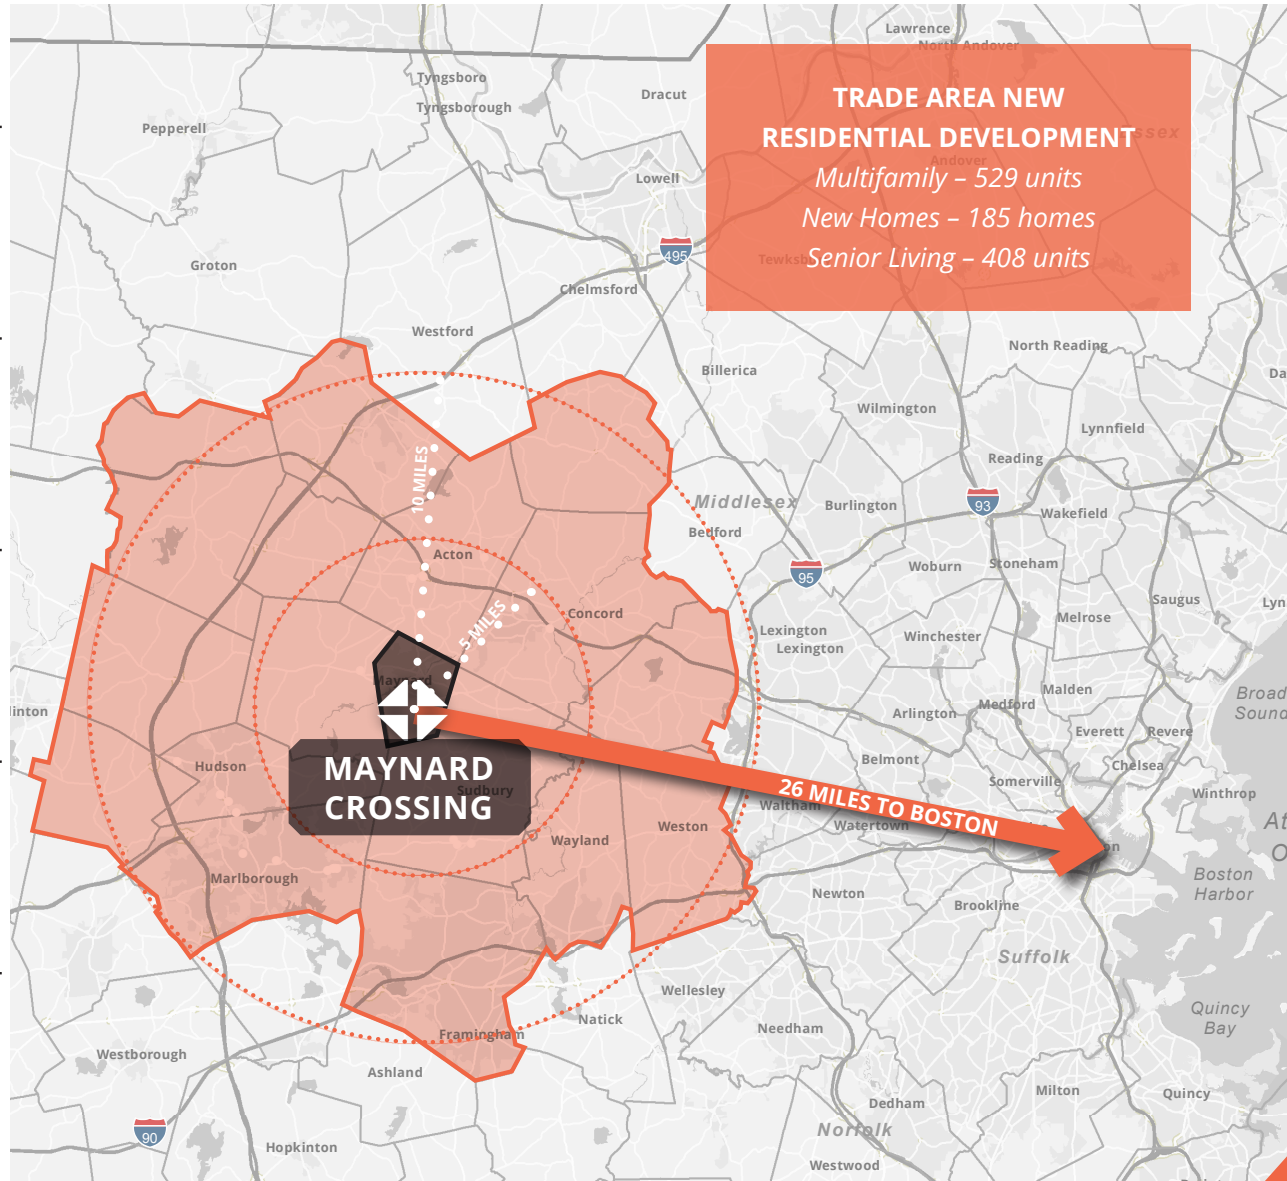 Lawrence
North Andover
TRADE AREA NEW
RESIDENTIAL DEVELOPMENT
Multifamily – 529 units
New Homes – 185 homes
Senior Living – 408 units
Andover
Tyngsboro
Tyngsborough
Dracut
Pepperell
Lowell
Groton
495
Chelmsford
Westford
North Reading
Billerica
Wilmington
Lynnfield
Reading
10 MILES
Middlesex
Burlington
93
Wakefield
Bedford
Acton
95
Woburn
Stoneham
5 MILES
Concord
Saugus
Melrose
Lexington
Lexington
Winchester
Maynard
Malden
Medford
Arlington
Everett
Revere
Belmont
Chelsea
Hudson
Somerville
Winthrop
MAYNARD
CROSSING
Sudbury
26 MILES TO BOSTON
Waltham
Watertown
Weston
Wayland
Marlborough
Newton
Brookline
Boston
Harbor
Suffolk
Wellesley
Natick
Needham
Quincy
Bay
Framingham
Westborough
Ashland
Milton
Quincy
Dedham
90
Norfolk
Hopkinton
Westwood